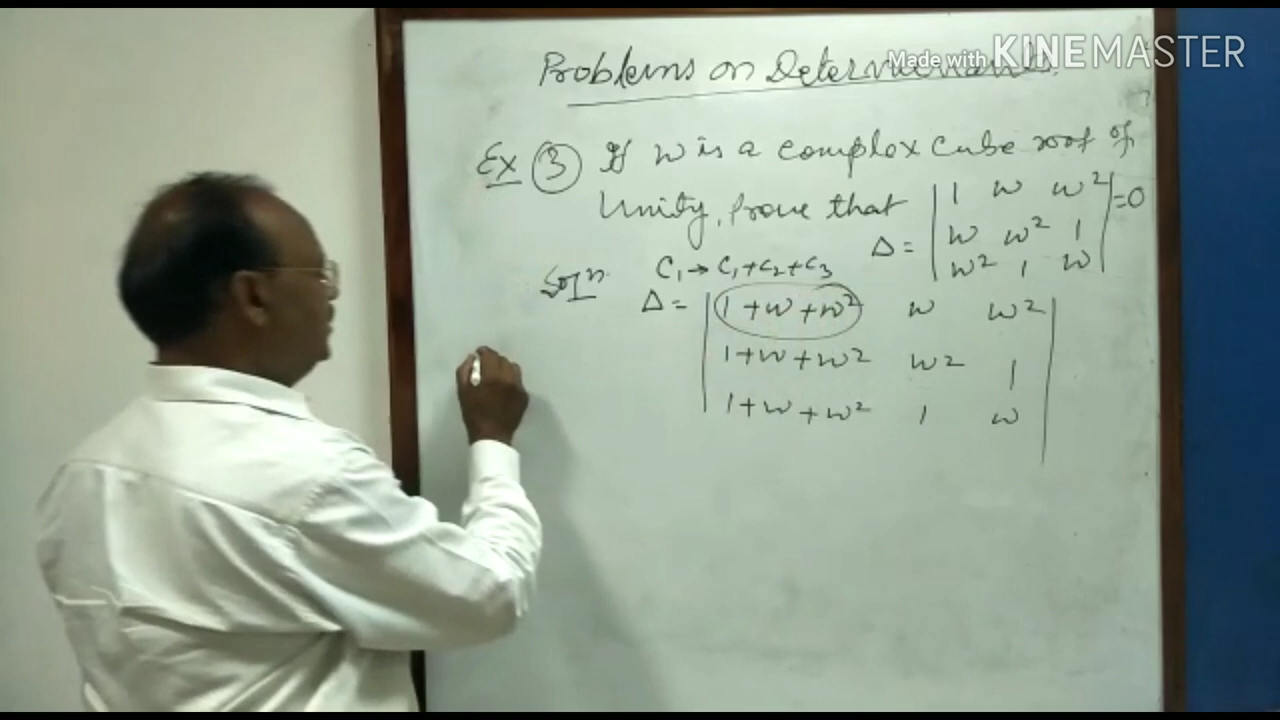 Made with KINEMASTER
Problems on Determinants.
Ex ③ If w is a complex cube root of
Unity, Prove that Δ = | 1 w w² | = 0
| w w² 1 |
| w² 1 w |
Solⁿ C₁→C₁+C₂+C₃
Δ = | 1+w+w² w w² |
| 1+w+w² w² 1 |
| 1+w+w² 1 w |